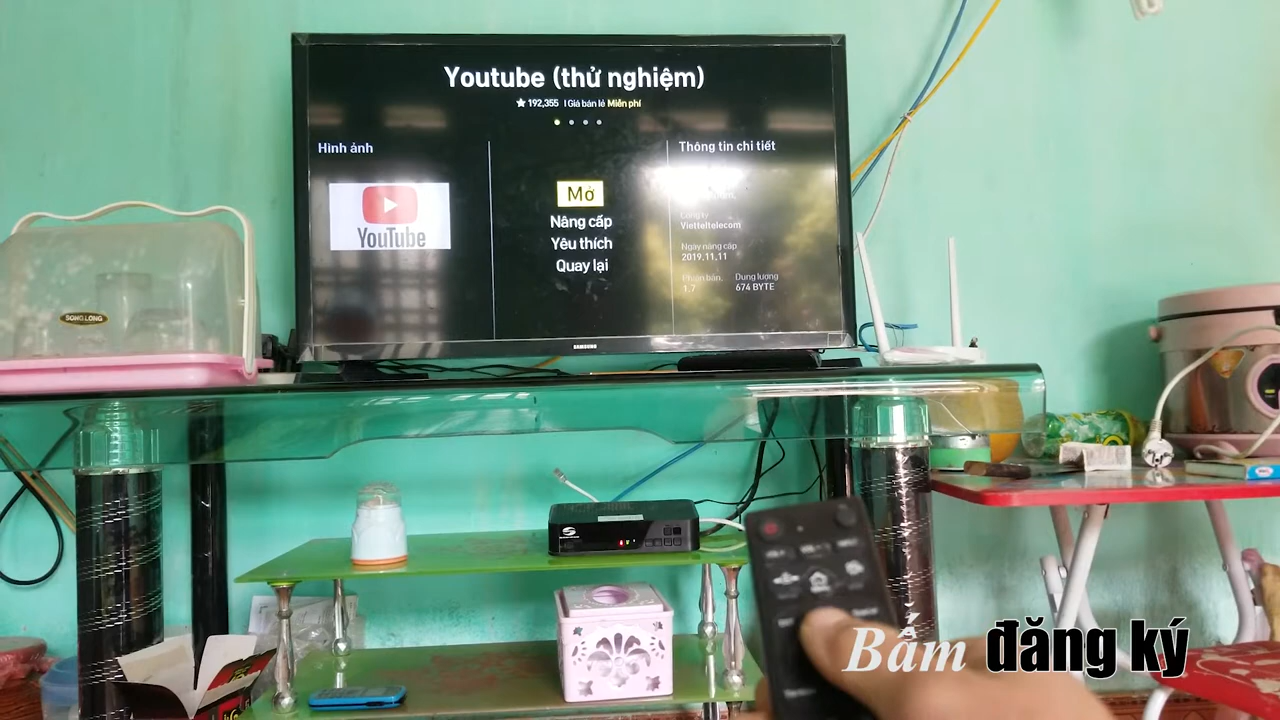 Youtube (thử nghiệm)
★ 192,355 | Giá bán lẻ Miễn phí
Hình ảnh
YouTube
Mở
Nâng cấp
Yêu thích
Quay lại
Thông tin chi tiết
Công ty
Vietteltelecom
Ngày nâng cấp
2019.11.11
Phiên bản. Dung lượng
1.7 674 BYTE
SAMSUNG
SONG LONG
Bấm đăng ký